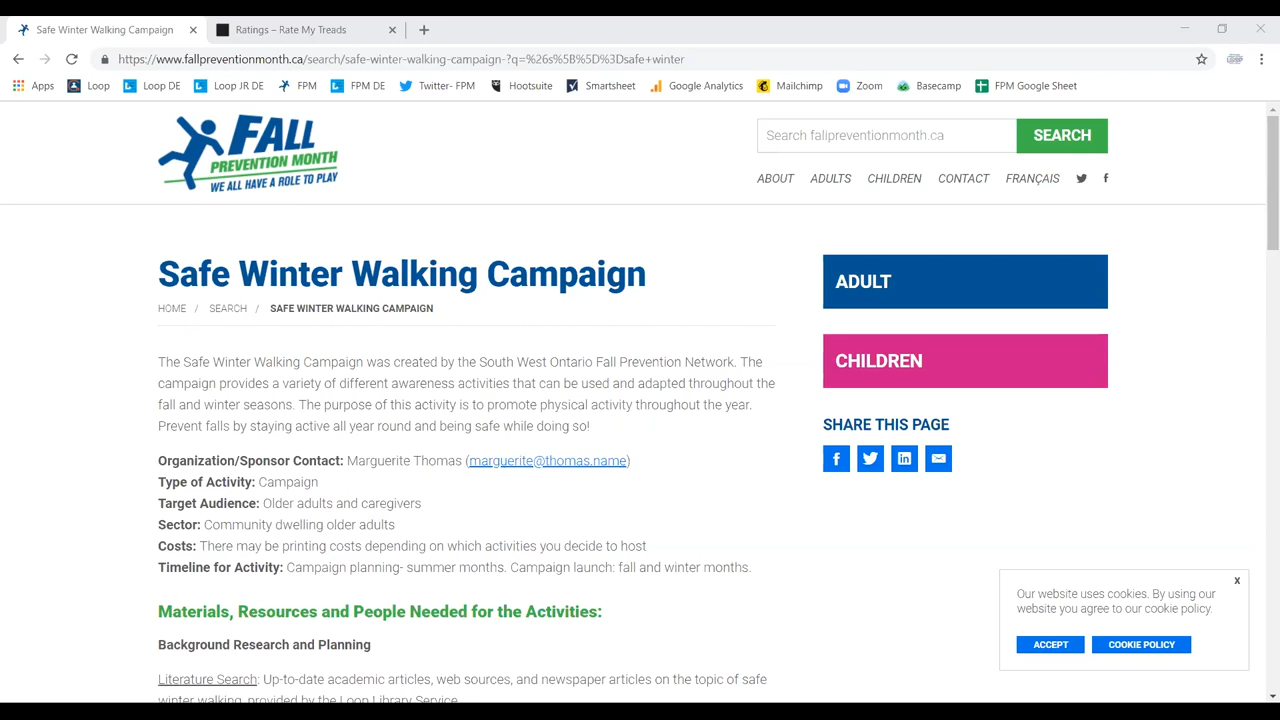 Safe Winter Walking Campaign
Ratings – Rate My Treads
https://www.fallpreventionmonth.ca/search/safe-winter-walking-campaign-?q=%26s%5B%5D%3Dsafe+winter
Apps Loop Loop DE Loop JR DE FPM FPM DE Twitter- FPM Hootsuite Smartsheet Google Analytics Mailchimp Zoom Basecamp FPM Google Sheet
FALL
PREVENTION MONTH
WE ALL HAVE A ROLE TO PLAY
Search fallpreventionmonth.ca
SEARCH
ABOUT ADULTS CHILDREN CONTACT FRANÇAIS
Safe Winter Walking Campaign
HOME / SEARCH / SAFE WINTER WALKING CAMPAIGN
The Safe Winter Walking Campaign was created by the South West Ontario Fall Prevention Network. The
campaign provides a variety of different awareness activities that can be used and adapted throughout the
fall and winter seasons. The purpose of this activity is to promote physical activity throughout the year.
Prevent falls by staying active all year round and being safe while doing so!
Organization/Sponsor Contact: Marguerite Thomas (marguerite@thomas.name)
Type of Activity: Campaign
Target Audience: Older adults and caregivers
Sector: Community dwelling older adults
Costs: There may be printing costs depending on which activities you decide to host
Timeline for Activity: Campaign planning- summer months. Campaign launch: fall and winter months.
Materials, Resources and People Needed for the Activities:
Background Research and Planning
Literature Search: Up-to-date academic articles, web sources, and newspaper articles on the topic of safe
winter walking, provided by the Loop Library Service
ADULT
CHILDREN
SHARE THIS PAGE
Our website uses cookies. By using our
website you agree to our cookie policy.
ACCEPT
COOKIE POLICY
x